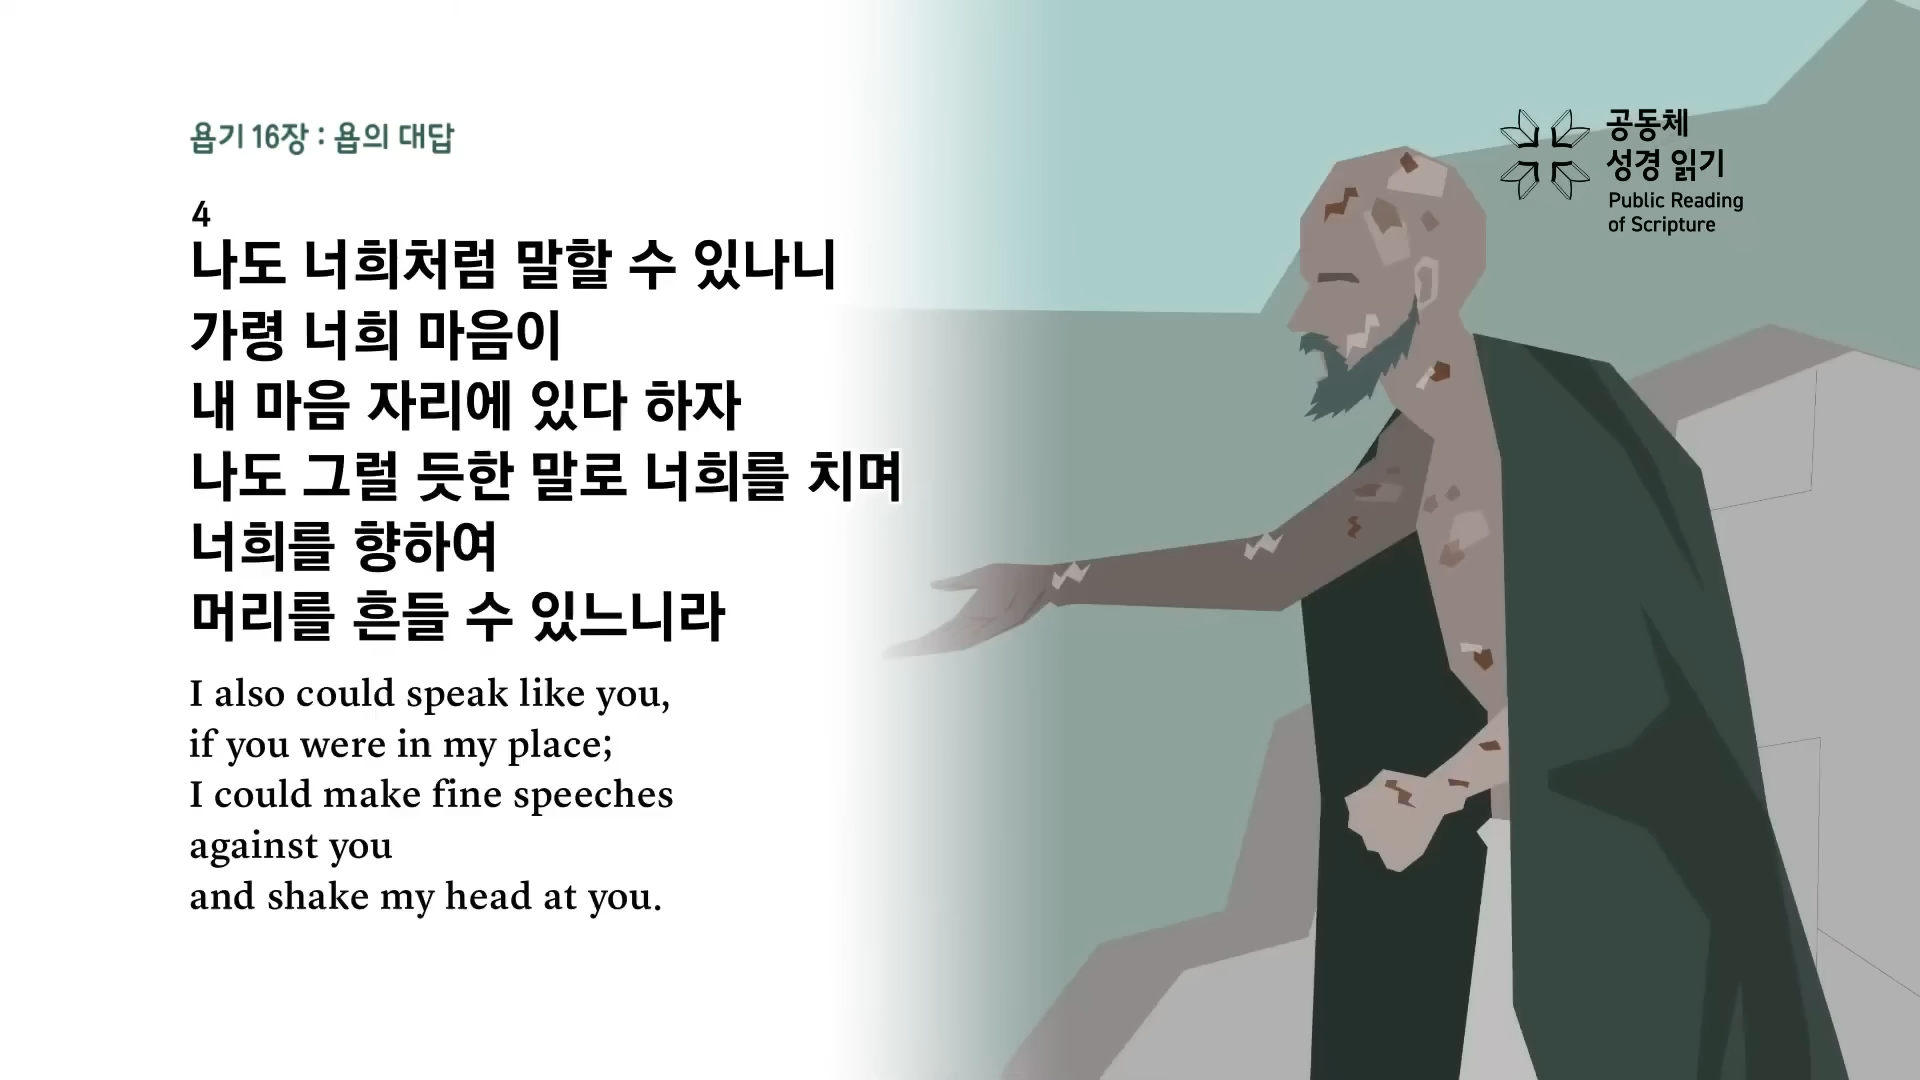 욥기 16장 : 욥의 대답
4
나도 너희처럼 말할 수 있나니
가령 너희 마음이
내 마음 자리에 있다 하자
나도 그럴 듯한 말로 너희를 치며
너희를 향하여
머리를 흔들 수 있느니라
I also could speak like you,
if you were in my place;
I could make fine speeches
against you
and shake my head at you.
공동체
성경 읽기
Public Reading
of Scripture